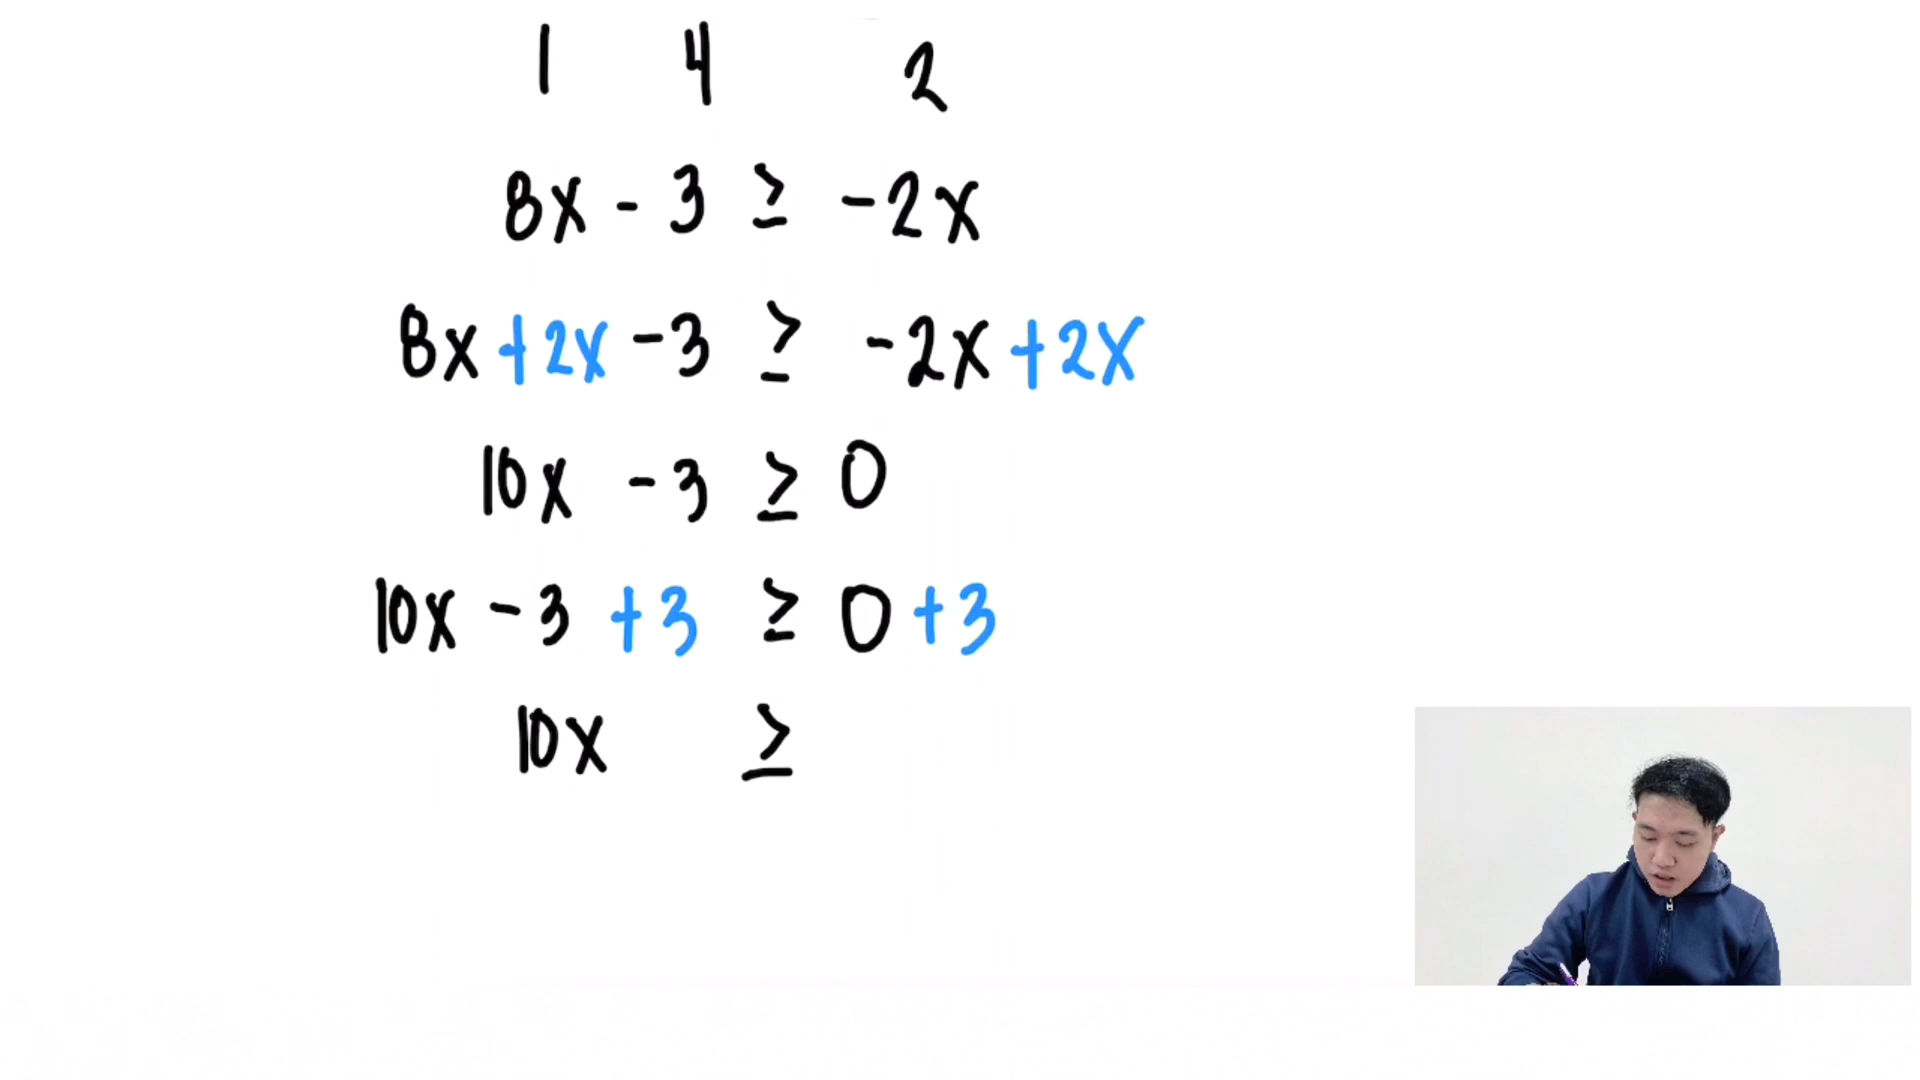 1 4 2
8x - 3 ≥ -2x
8x +2x -3 ≥ -2x +2x
10x -3 ≥ 0
10x -3 +3 ≥ 0 +3
10x ≥